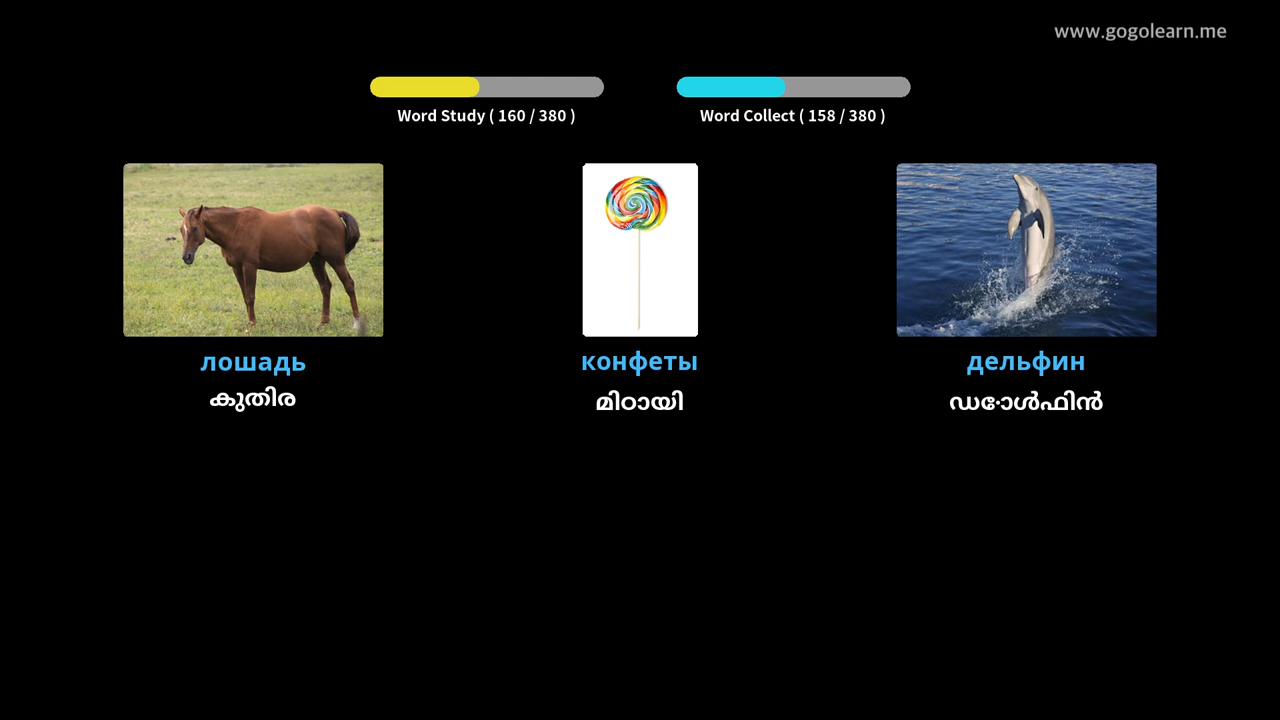 www.gogolearn.me
Word Study ( 160 / 380 )
Word Collect ( 158 / 380 )
лошадь
конфеты
дельфин
കുതിര
മിഠായി
ഡോൾഫിൻ